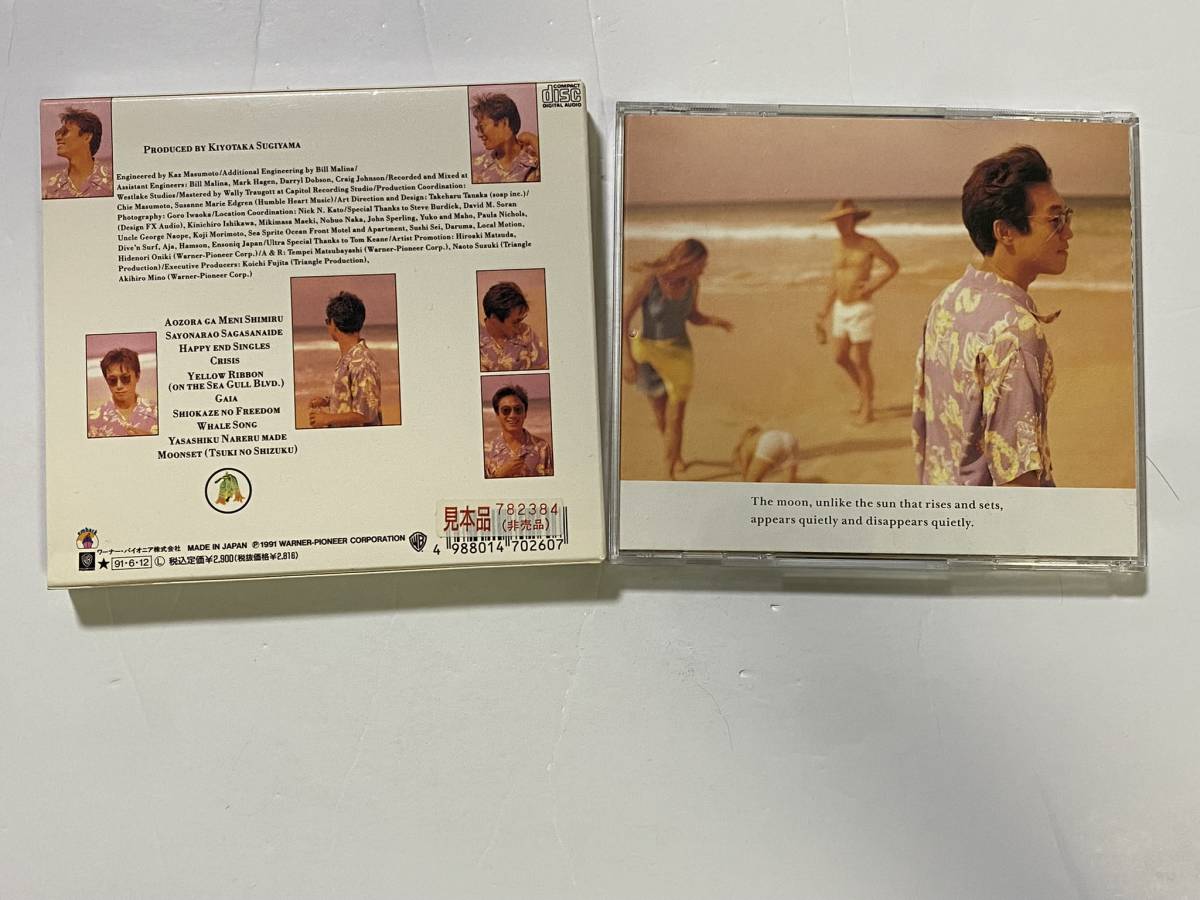 COMPACT
disc
DIGITAL AUDIO
PRODUCED BY KIYOTAKA SUGIYAMA
Engineered by Kaz Masumoto/Additional Engineering by Bill Malina/
Assistant Engineers: Bill Malina, Mark Hagen, Darryl Dobson, Craig Johnson/Recorded and Mixed at
Westlake Studios/Mastered by Wally Traugott at Capitol Recording Studio/Production Coordination:
Chie Masumoto, Susanne Marie Edgren (Humble Heart Music)/Art Direction and Design: Takeharu Tanaka (soap inc.)/
Photography: Goro Iwaoka/Location Coordination: Nick N. Kato/Special Thanks to Steve Burdick, David M. Soran
(Design FX Audio), Kinichiro Ishikawa, Mikimasa Maeki, Nobuo Naka, John Sperling, Yuko and Maho, Paula Nichols,
Uncle George Naope, Koji Morimoto, Sea Sprite Ocean Front Motel and Apartment, Sushi Sei, Daruma, Local Motion,
Dive'n Surf, Aja, Hamson, Ensoniq Japan/Ultra Special Thanks to Tom Keane/Artist Promotion: Hiroaki Matsuda,
Hidenori Oniki (Warner-Pioneer Corp.)/A & R: Tempei Matsubayashi (Warner-Pioneer Corp.), Naoto Suzuki (Triangle
Production)/Executive Producers: Koichi Fujita (Triangle Production),
Akihiro Mino (Warner-Pioneer Corp.)
AOZORA GA MENI SHIMIRU
SAYONARAO SAGASANAIDE
HAPPY END SINGLES
CRISIS
YELLOW RIBBON
(ON THE SEA GULL BLVD.)
GAIA
SHIOKAZE NO FREEDOM
WHALE SONG
YASASHIKU NARERU MADE
MOONSET (TSUKI NO SHIZUKU)
見本品 782384
(非売品)
4 988014 702607
ワーナー・パイオニア株式会社 MADE IN JAPAN ℗1991 WARNER-PIONEER CORPORATION
★ 91・6・12 Ⓛ 税込定価¥2,900(税抜価格¥2,816)
The moon, unlike the sun that rises and sets,
appears quietly and disappears quietly.